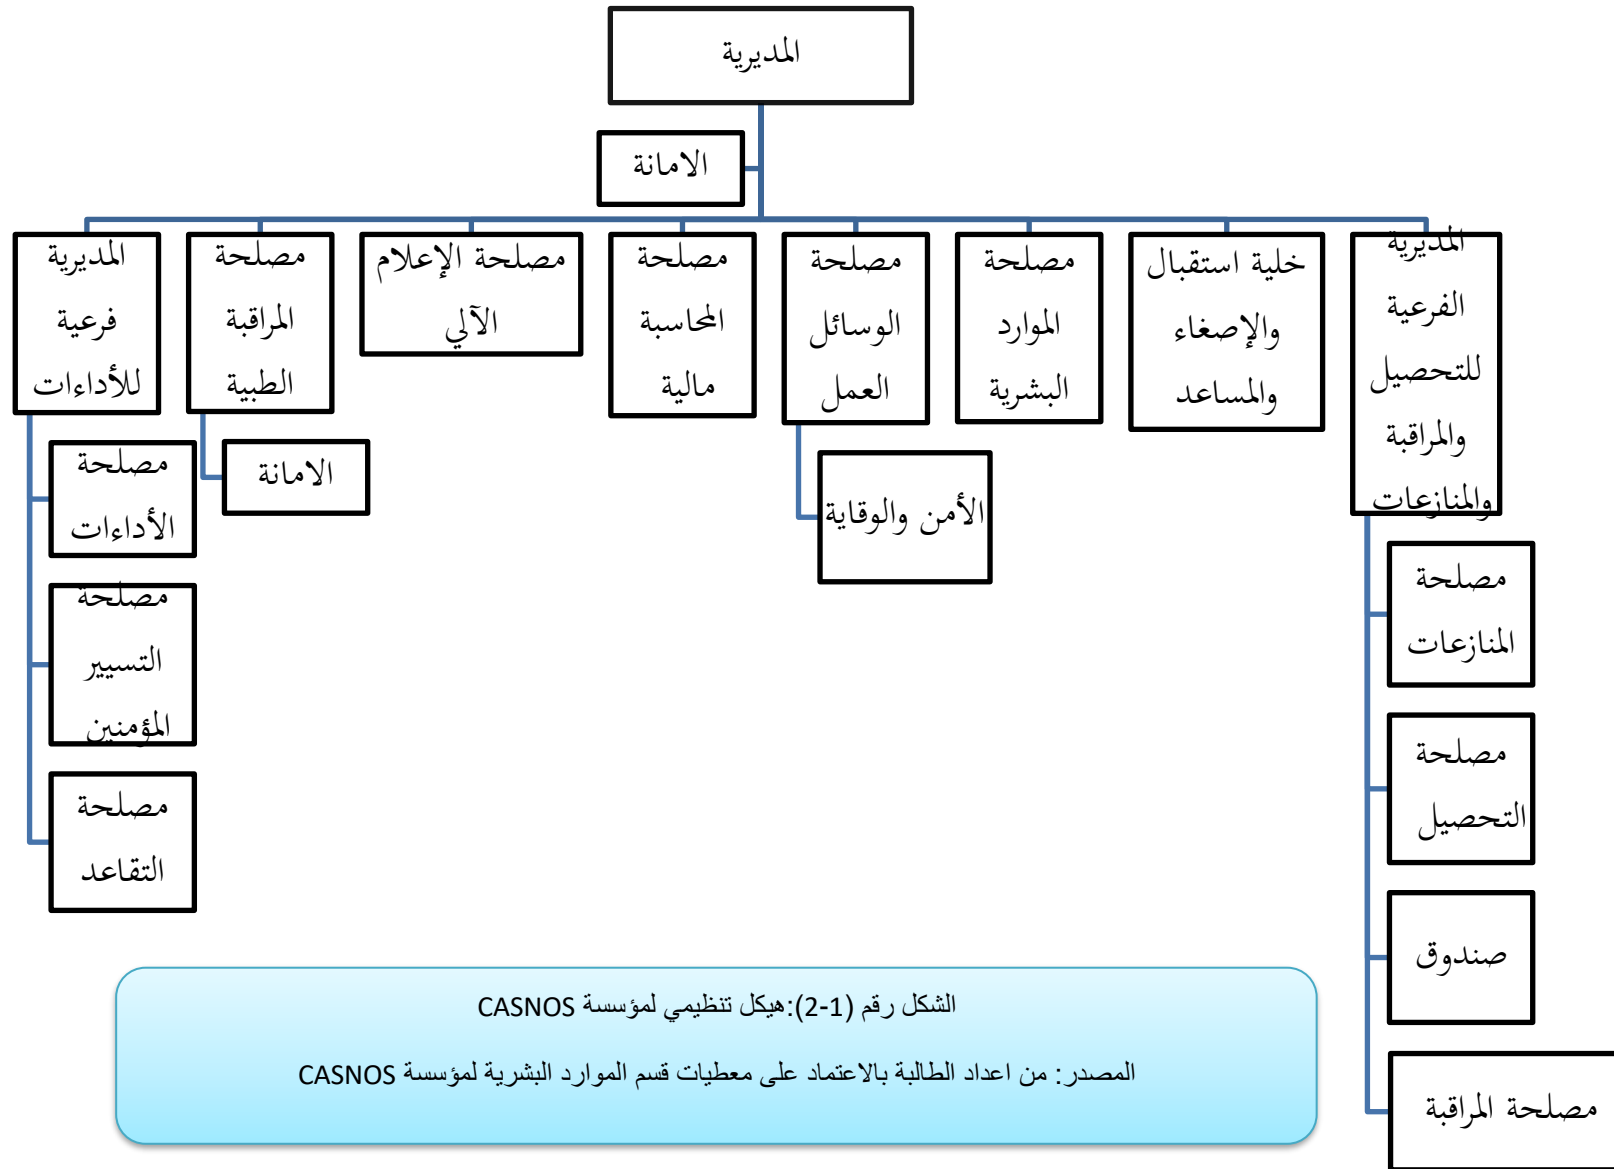 المديرية
الامانة
المديرية
الفرعية
للتحصيل
والمراقبة
والمنازعات
خلية استقبال
والإصغاء
والمساعد
مصلحة
الموارد
البشرية
مصلحة
الوسائل
العمل
مصلحة
المحاسبة
مالية
مصلحة الإعلام
الآلي
مصلحة
المراقبة
الطبية
المديرية
فرعية
للأداءات
مصلحة
المنازعات
مصلحة
التحصيل
صندوق
مصلحة المراقبة
الأمن والوقاية
الامانة
مصلحة
الأداءات
مصلحة
التسيير
المؤمنين
مصلحة
التقاعد
الشكل رقم (1-2):هيكل تنظيمي لمؤسسة CASNOS
المصدر: من اعداد الطالبة بالاعتماد على معطيات قسم الموارد البشرية لمؤسسة CASNOS